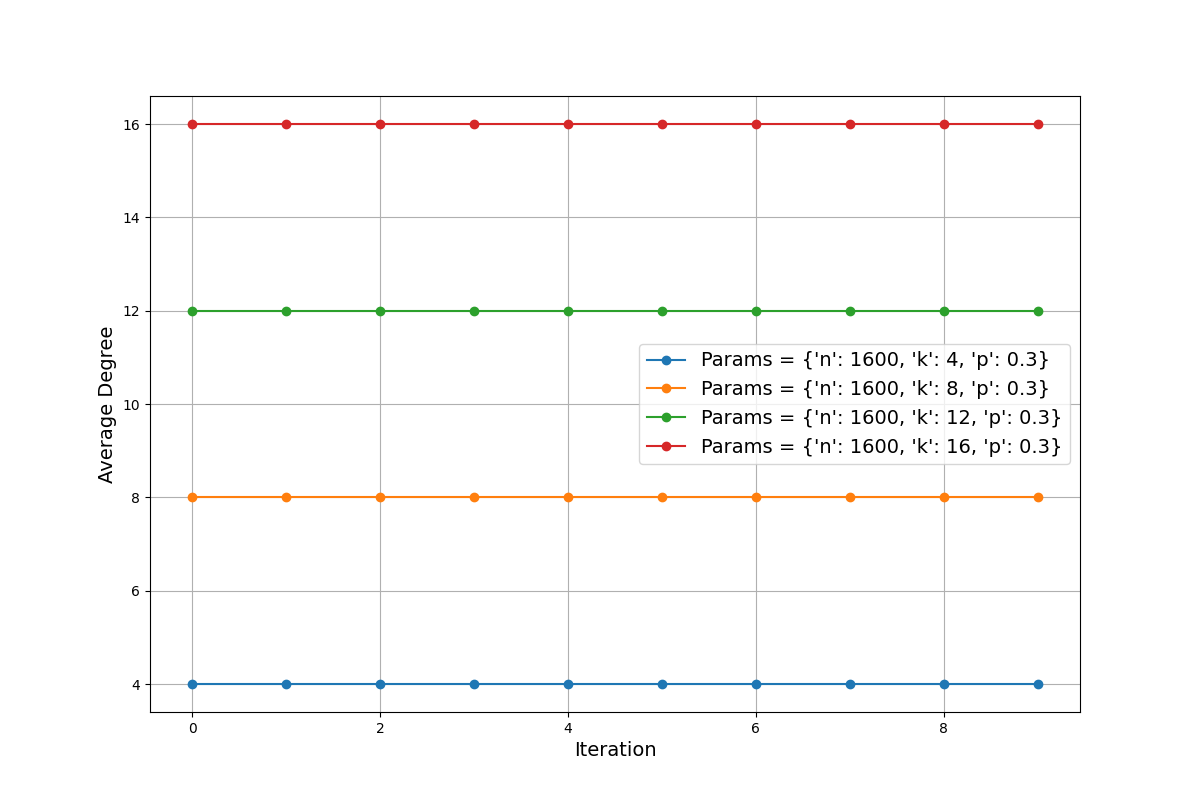 16
14
12
10
8
6
4
Average Degree
Params = {'n': 1600, 'k': 4, 'p': 0.3}
Params = {'n': 1600, 'k': 8, 'p': 0.3}
Params = {'n': 1600, 'k': 12, 'p': 0.3}
Params = {'n': 1600, 'k': 16, 'p': 0.3}
0 2 4 6 8
Iteration